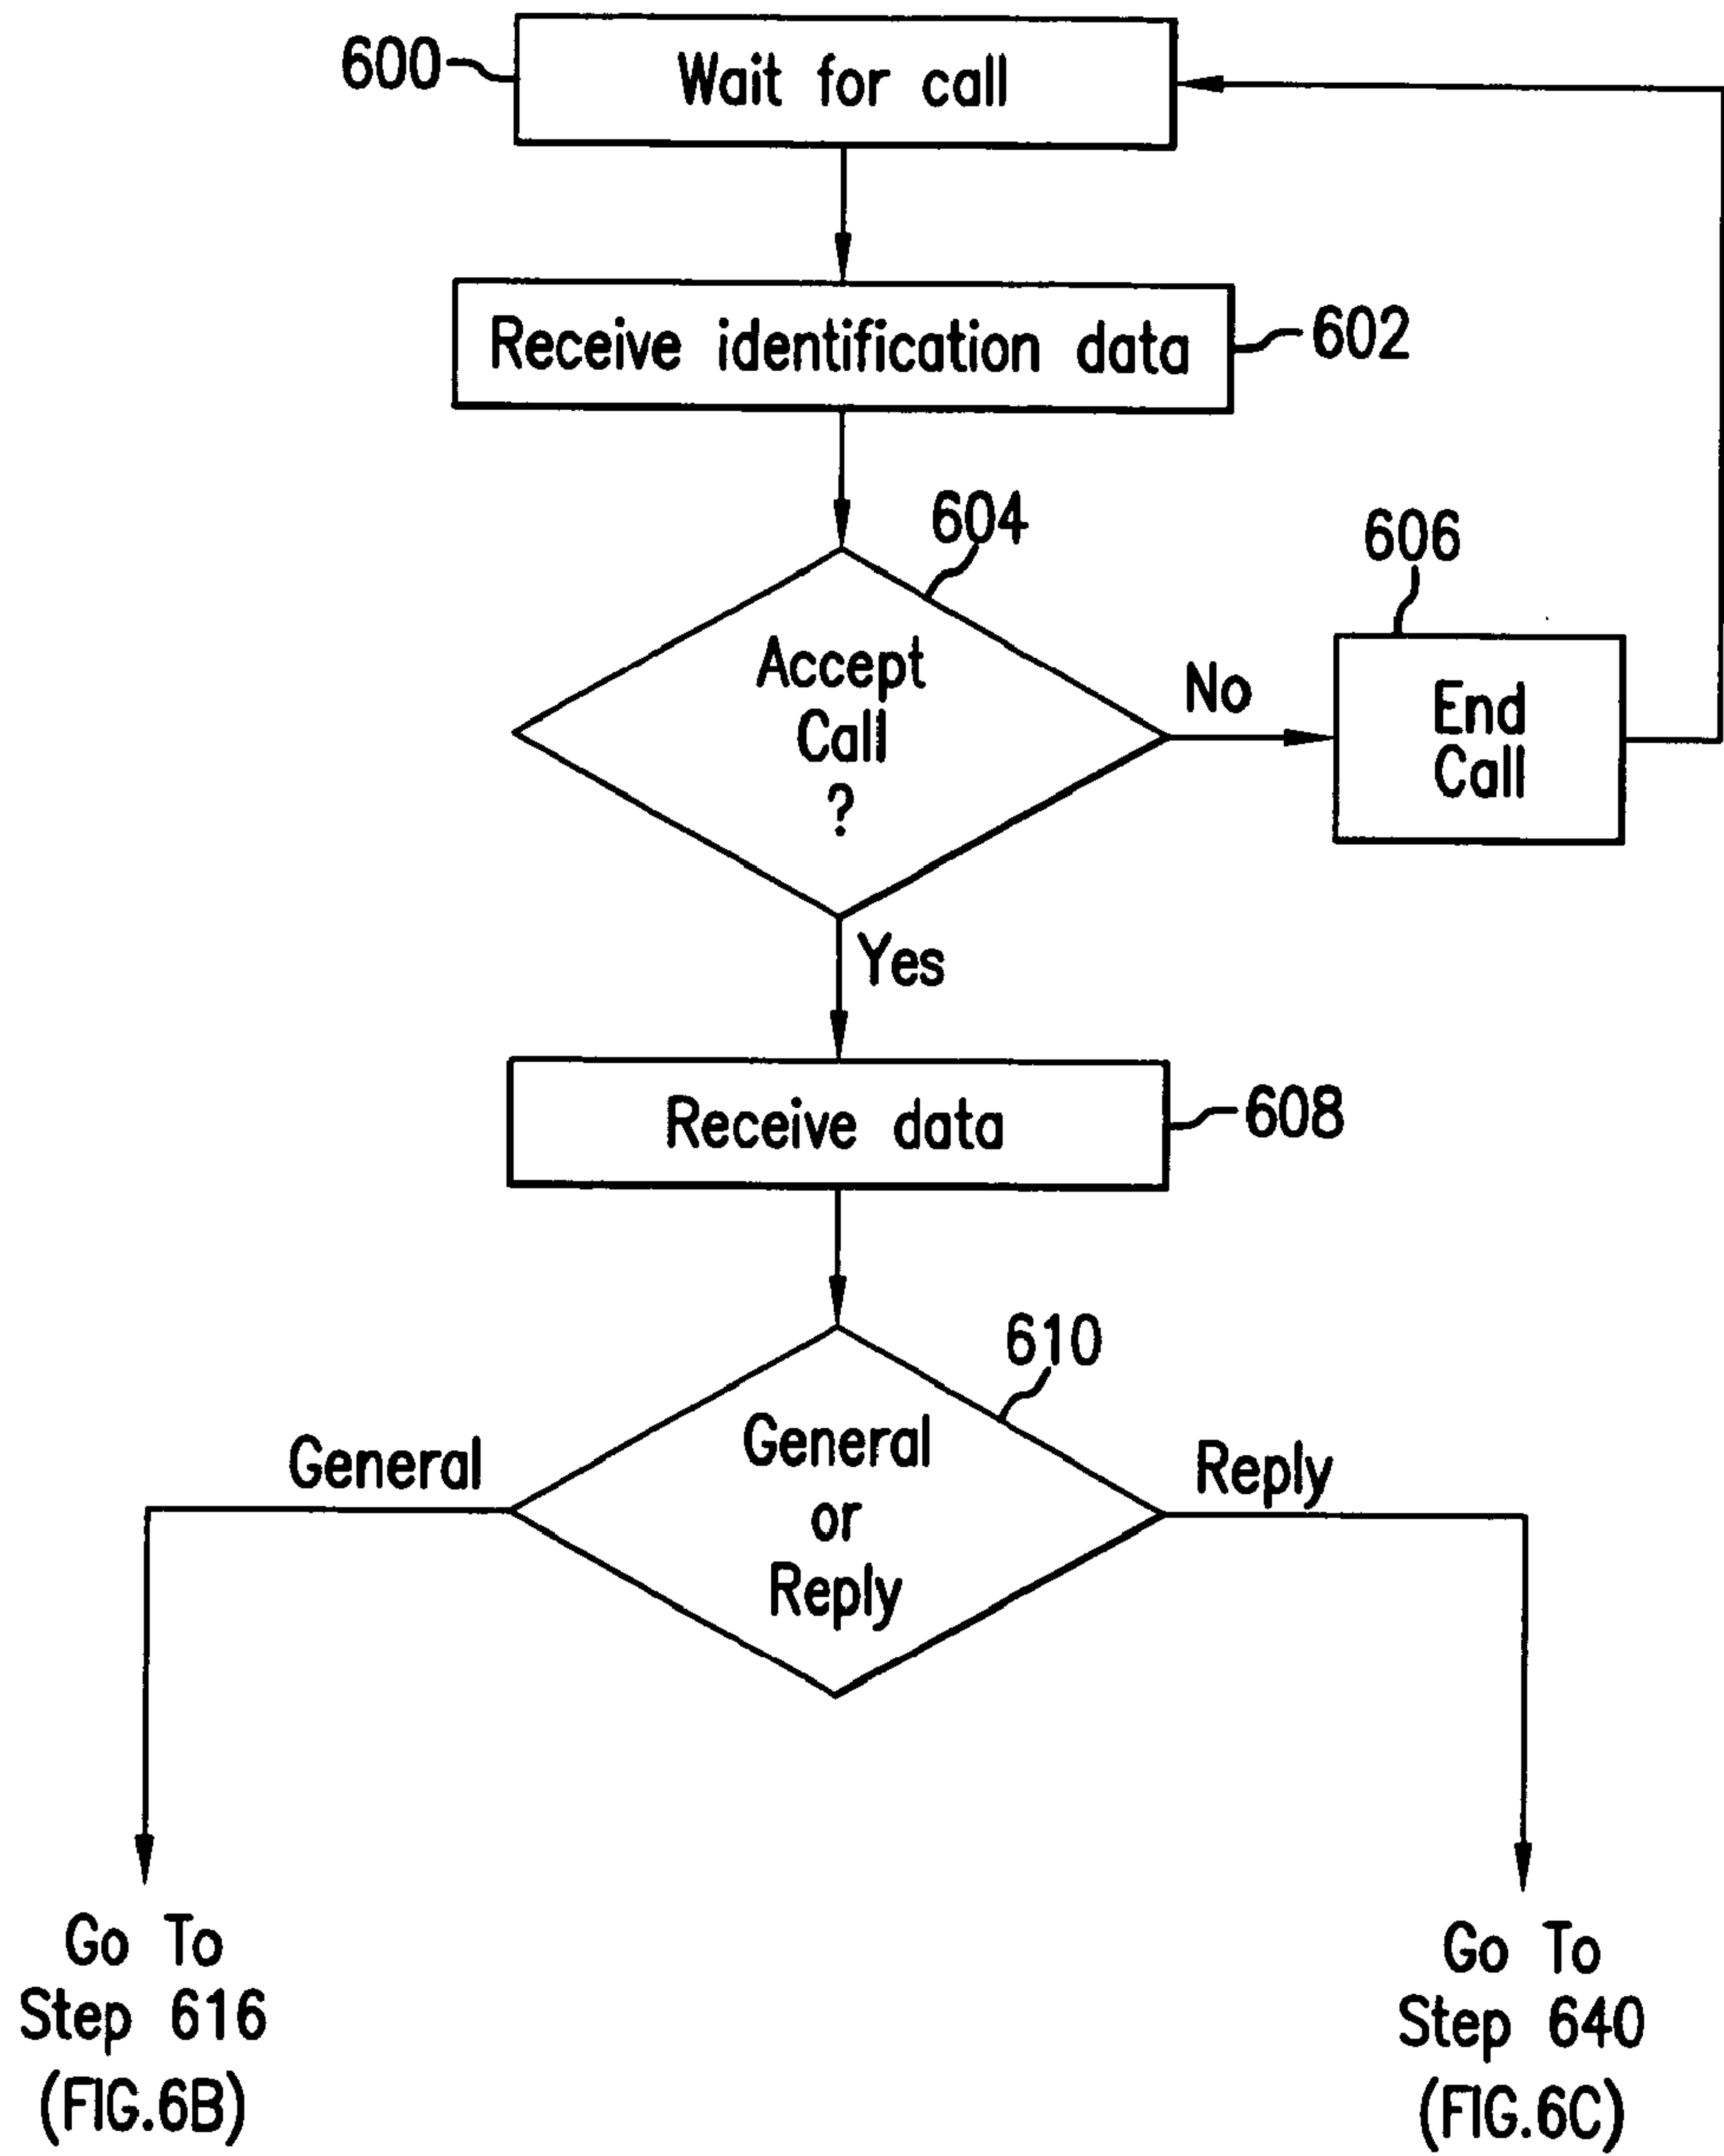 600
Wait for call
Receive identification data
602
604
606
Accept
Call
?
No
End
Call
Yes
Receive data
608
610
General
General
or
Reply
Reply
Go To
Step 616
(FIG.6B)
Go To
Step 640
(FIG.6C)